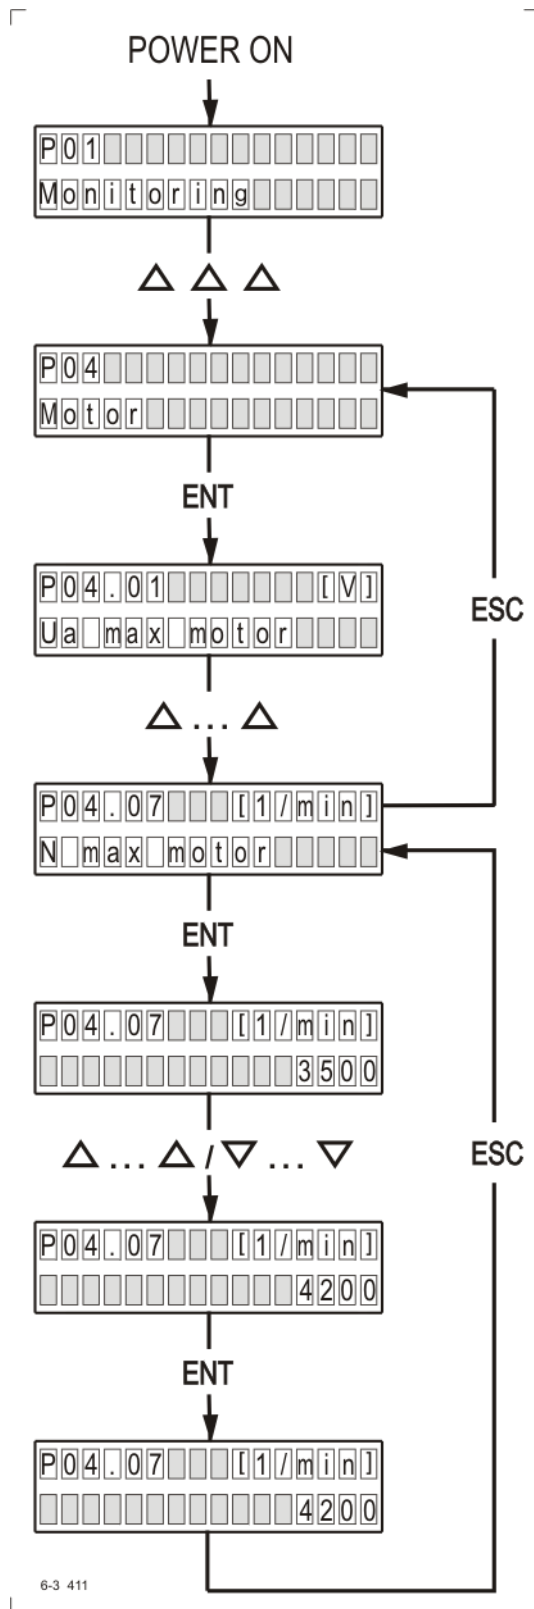 POWER ON
P01
Monitoring
△ △ △
P04
Motor
ENT
P04.01 [V]
Ua max motor
ESC
△ ... △
P04.07 [1/min]
N max motor
ENT
P04.07 [1/min]
3500
△ ... △ / ▽ ... ▽
ESC
P04.07 [1/min]
4200
ENT
P04.07 [1/min]
4200
6-3 411